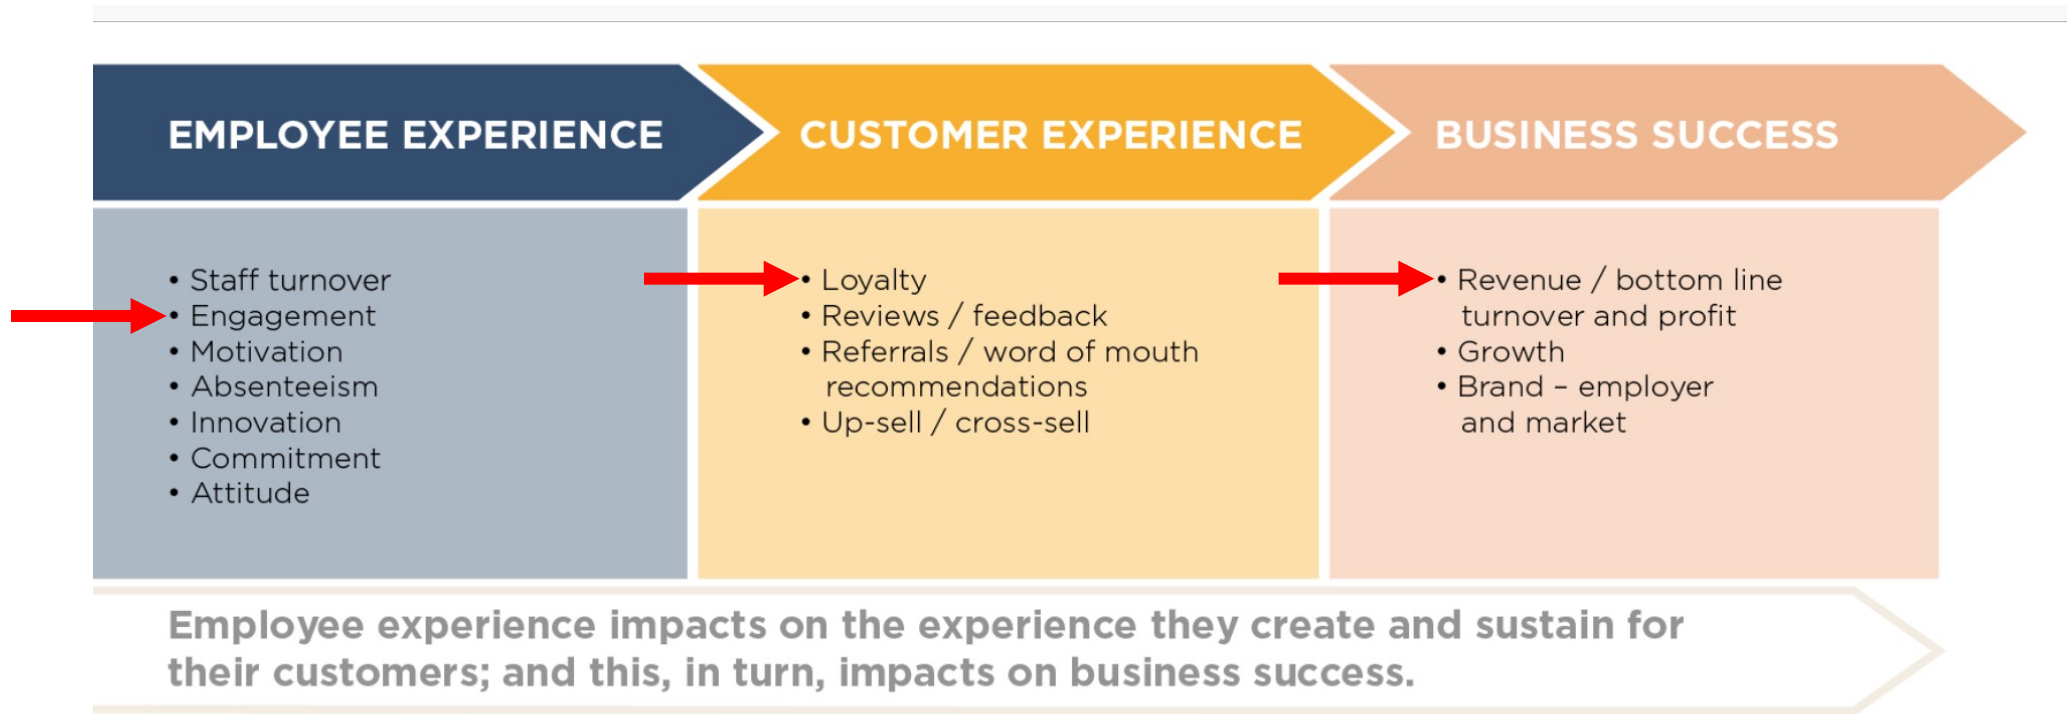 EMPLOYEE EXPERIENCE
• Staff turnover
• Engagement
• Motivation
• Absenteeism
• Innovation
• Commitment
• Attitude
CUSTOMER EXPERIENCE
• Loyalty
• Reviews / feedback
• Referrals / word of mouth
recommendations
• Up-sell / cross-sell
BUSINESS SUCCESS
• Revenue / bottom line
turnover and profit
• Growth
• Brand – employer
and market
Employee experience impacts on the experience they create and sustain for
their customers; and this, in turn, impacts on business success.